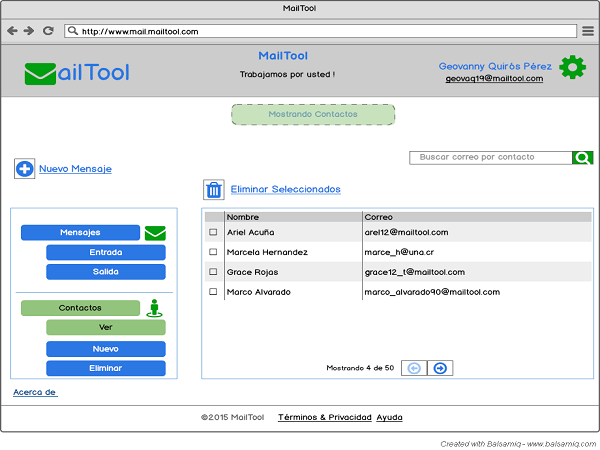 MailTool
http://www.mail.mailtool.com
ailTool
MailTool
Trabajamos por usted !
Geovanny Quirós Pérez
geovaq19@mailtool.com
Mostrando Contactos
Buscar correo por contacto
Nuevo Mensaje
Eliminar Seleccionados
Nombre Correo
Ariel Acuña arel12@mailtool.com
Marcela Hernandez marce_h@una.cr
Grace Rojas grace12_t@mailtool.com
Marco Alvarado marco_alvarado90@mailtool.com
Mostrando 4 de 50
Mensajes
Entrada
Salida
Contactos
Ver
Nuevo
Eliminar
Acerca de
©2015 MailTool Términos & Privacidad Ayuda
Created with Balsamiq - www.balsamiq.com